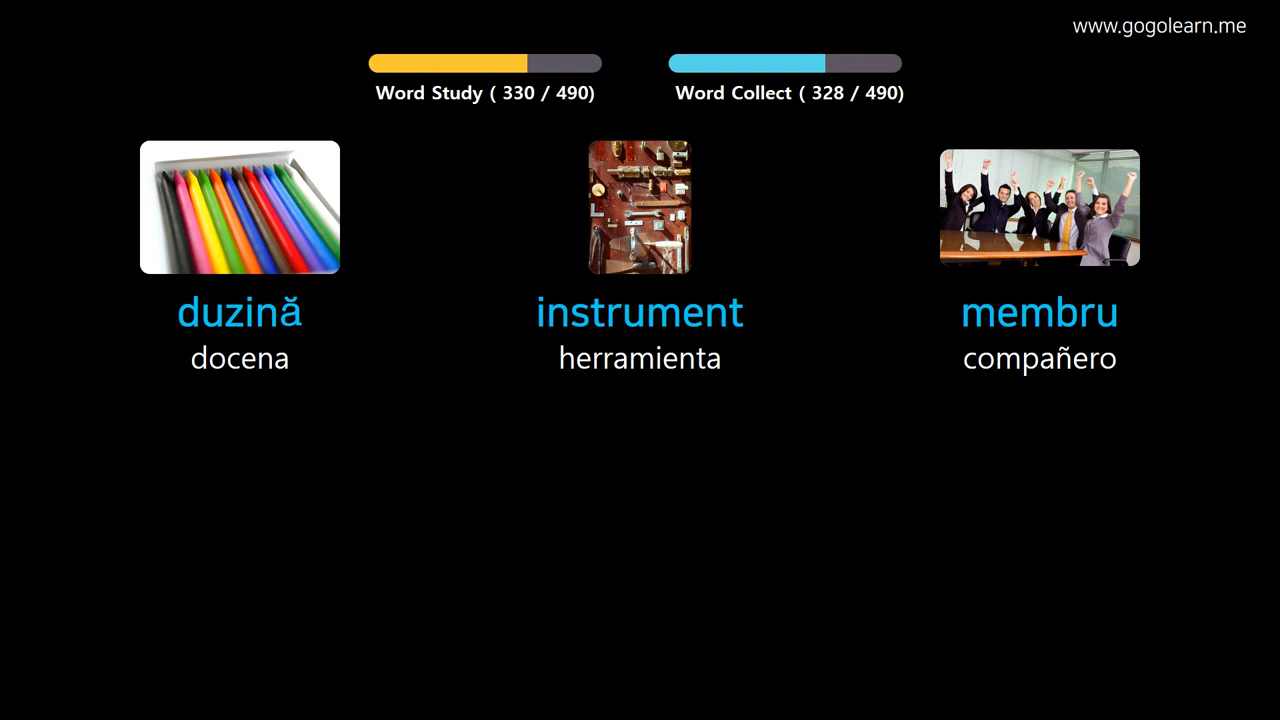 www.gogolearn.me
Word Study ( 330 / 490)
Word Collect ( 328 / 490)
duzină
instrument
membru
docena
herramienta
compañero